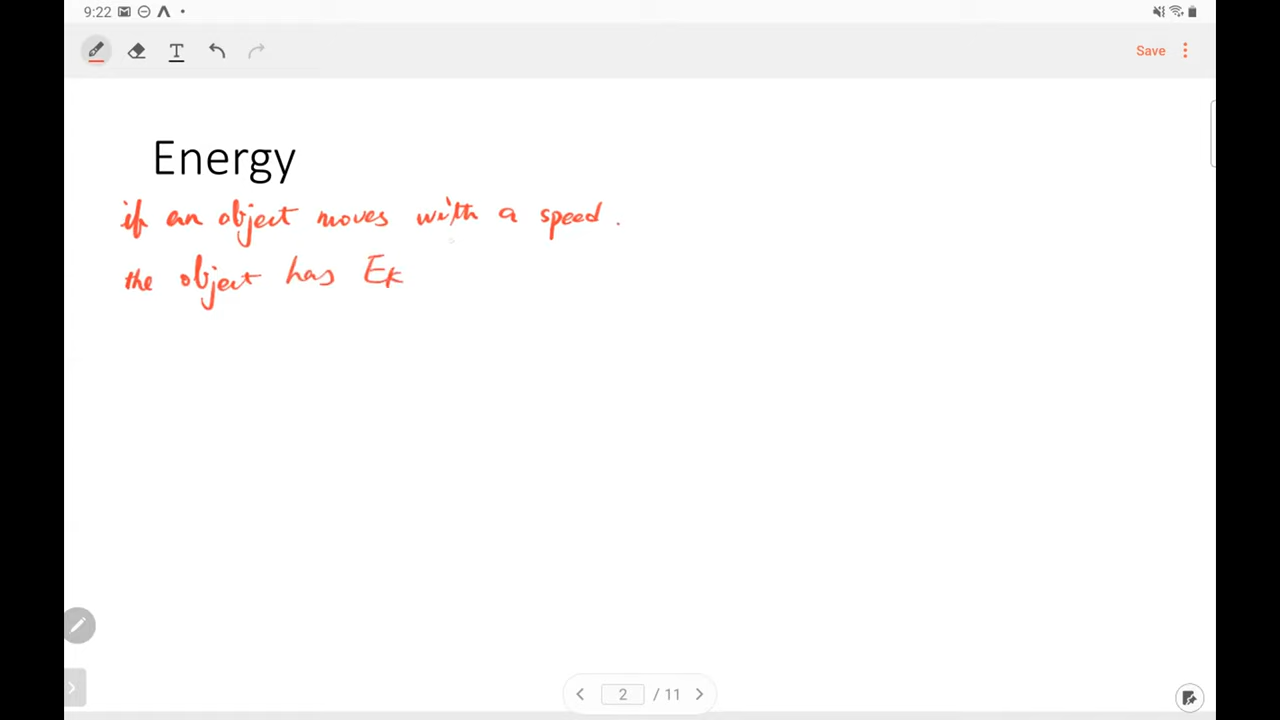 9:22
Save
Energy
if an object moves with a speed.
the object has Ek
2 / 11